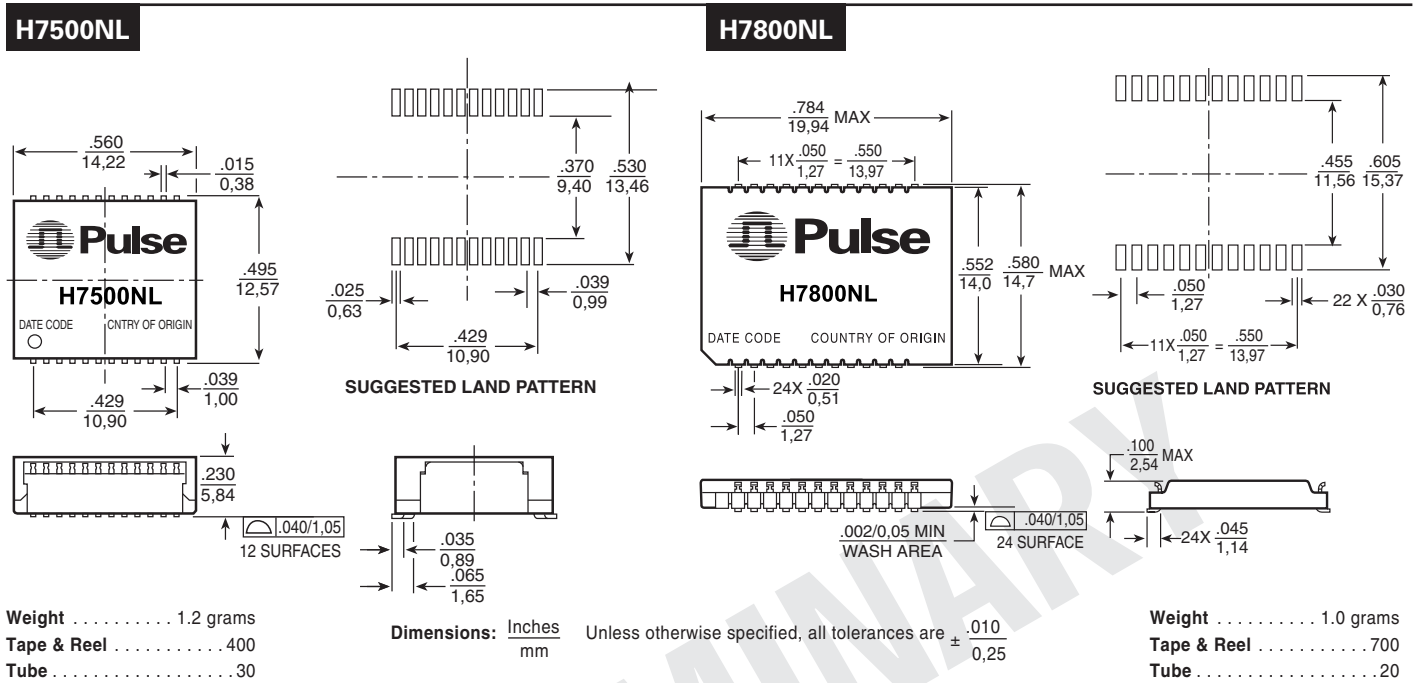 H7500NL
.560
14,22
.015
0,38
Pulse
H7500NL
DATE CODE CNTRY OF ORIGIN
.495
12,57
.039
1,00
.429
10,90
.370
9,40
.530
13,46
.025
0,63
.039
0,99
.429
10,90
SUGGESTED LAND PATTERN
.230
5,84
.040/1,05
12 SURFACES
.035
0,89
.065
1,65
Weight . . . . . . . . . . 1.2 grams
Tape & Reel . . . . . . . . . . . 400
Tube . . . . . . . . . . . . . . . . . . 30
Dimensions: Inches
mm
Unless otherwise specified, all tolerances are ± .010
0,25
H7800NL
.784
19,94
MAX
11X .050 = .550
1,27 13,97
Pulse
H7800NL
DATE CODE COUNTRY OF ORIGIN
.552
14,0
.580
14,7
MAX
24X .020
0,51
.050
1,27
.455
11,56
.605
15,37
.050
1,27
22 X .030
0,76
11X .050 = .550
1,27 13,97
SUGGESTED LAND PATTERN
.002/0,05 MIN
WASH AREA
.040/1,05
24 SURFACE
.100
2,54
MAX
24X .045
1,14
Weight . . . . . . . . . . 1.0 grams
Tape & Reel . . . . . . . . . . . 700
Tube . . . . . . . . . . . . . . . . . . 20
MINARY